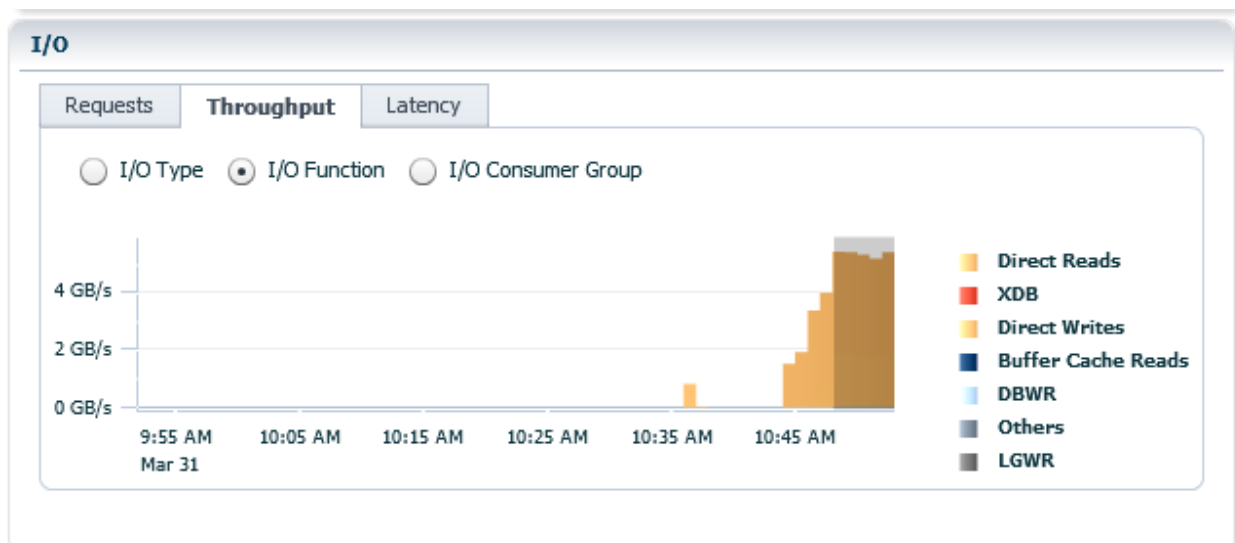 I/O
Requests Throughput Latency
I/O Type I/O Function I/O Consumer Group
4 GB/s
2 GB/s
0 GB/s
9:55 AM 10:05 AM 10:15 AM 10:25 AM 10:35 AM 10:45 AM
Mar 31
Direct Reads
XDB
Direct Writes
Buffer Cache Reads
DBWR
Others
LGWR